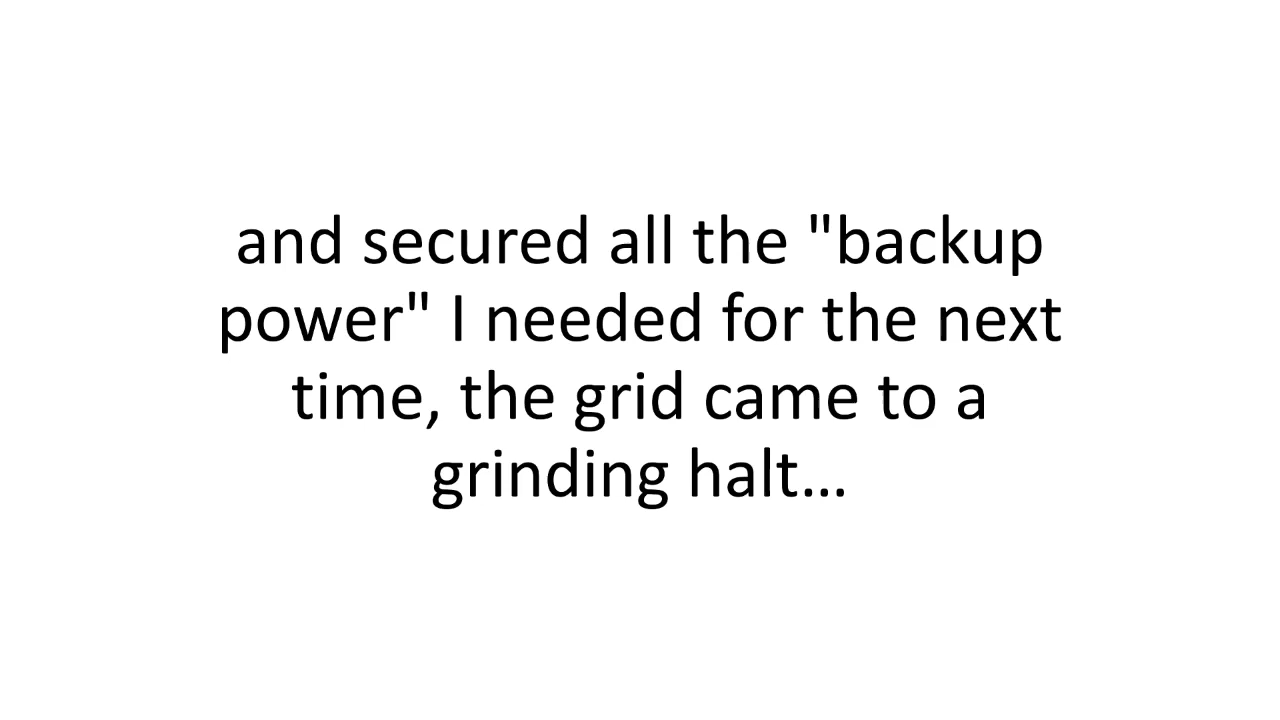 and secured all the "backup
power" I needed for the next
time, the grid came to a
grinding halt...